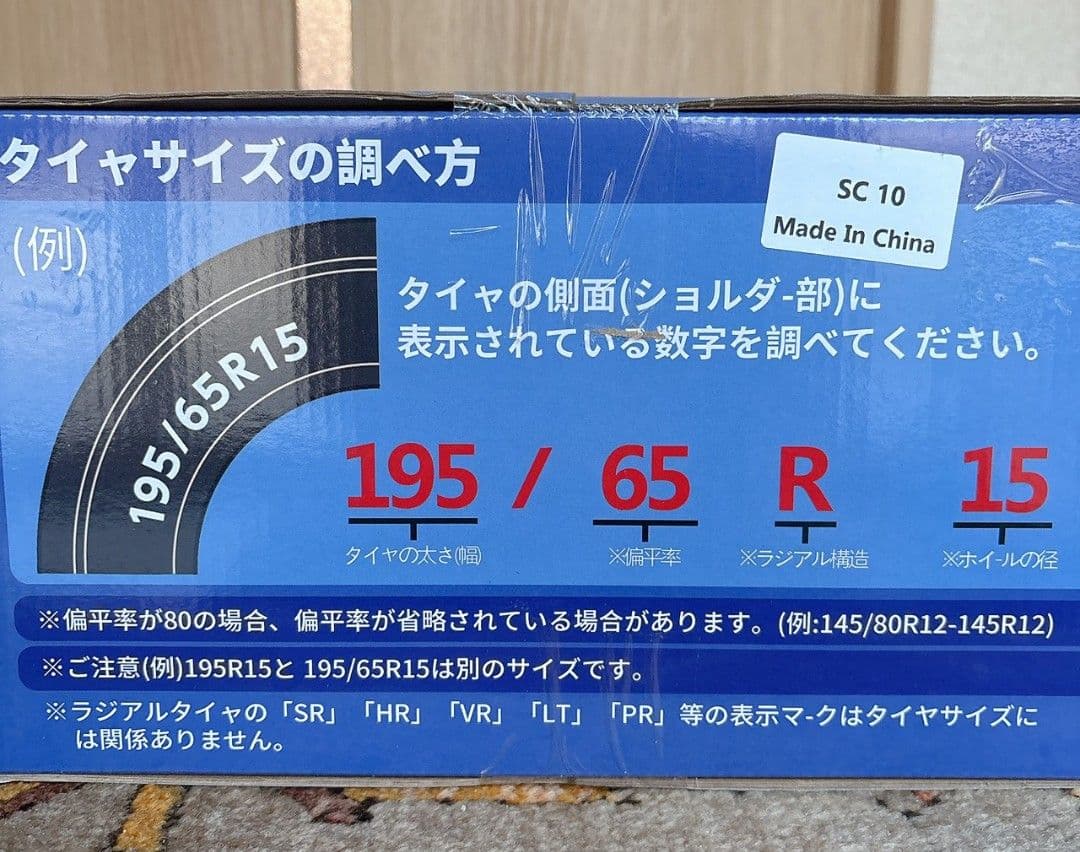 タイヤサイズの調べ方
SC 10
Made In China
(例)
195/65R15
タイヤの側面(ショルダ-部)に
表示されている数字を調べてください。
195 / 65 R 15
タイヤの太さ(幅) ※偏平率 ※ラジアル構造 ※ホイールの径
※偏平率が80の場合、偏平率が省略されている場合があります。(例:145/80R12-145R12)
※ご注意(例)195R15と 195/65R15は別のサイズです。
※ラジアルタイヤの「SR」「HR」「VR」「LT」「PR」等の表示マークはタイヤサイズに
は関係ありません。